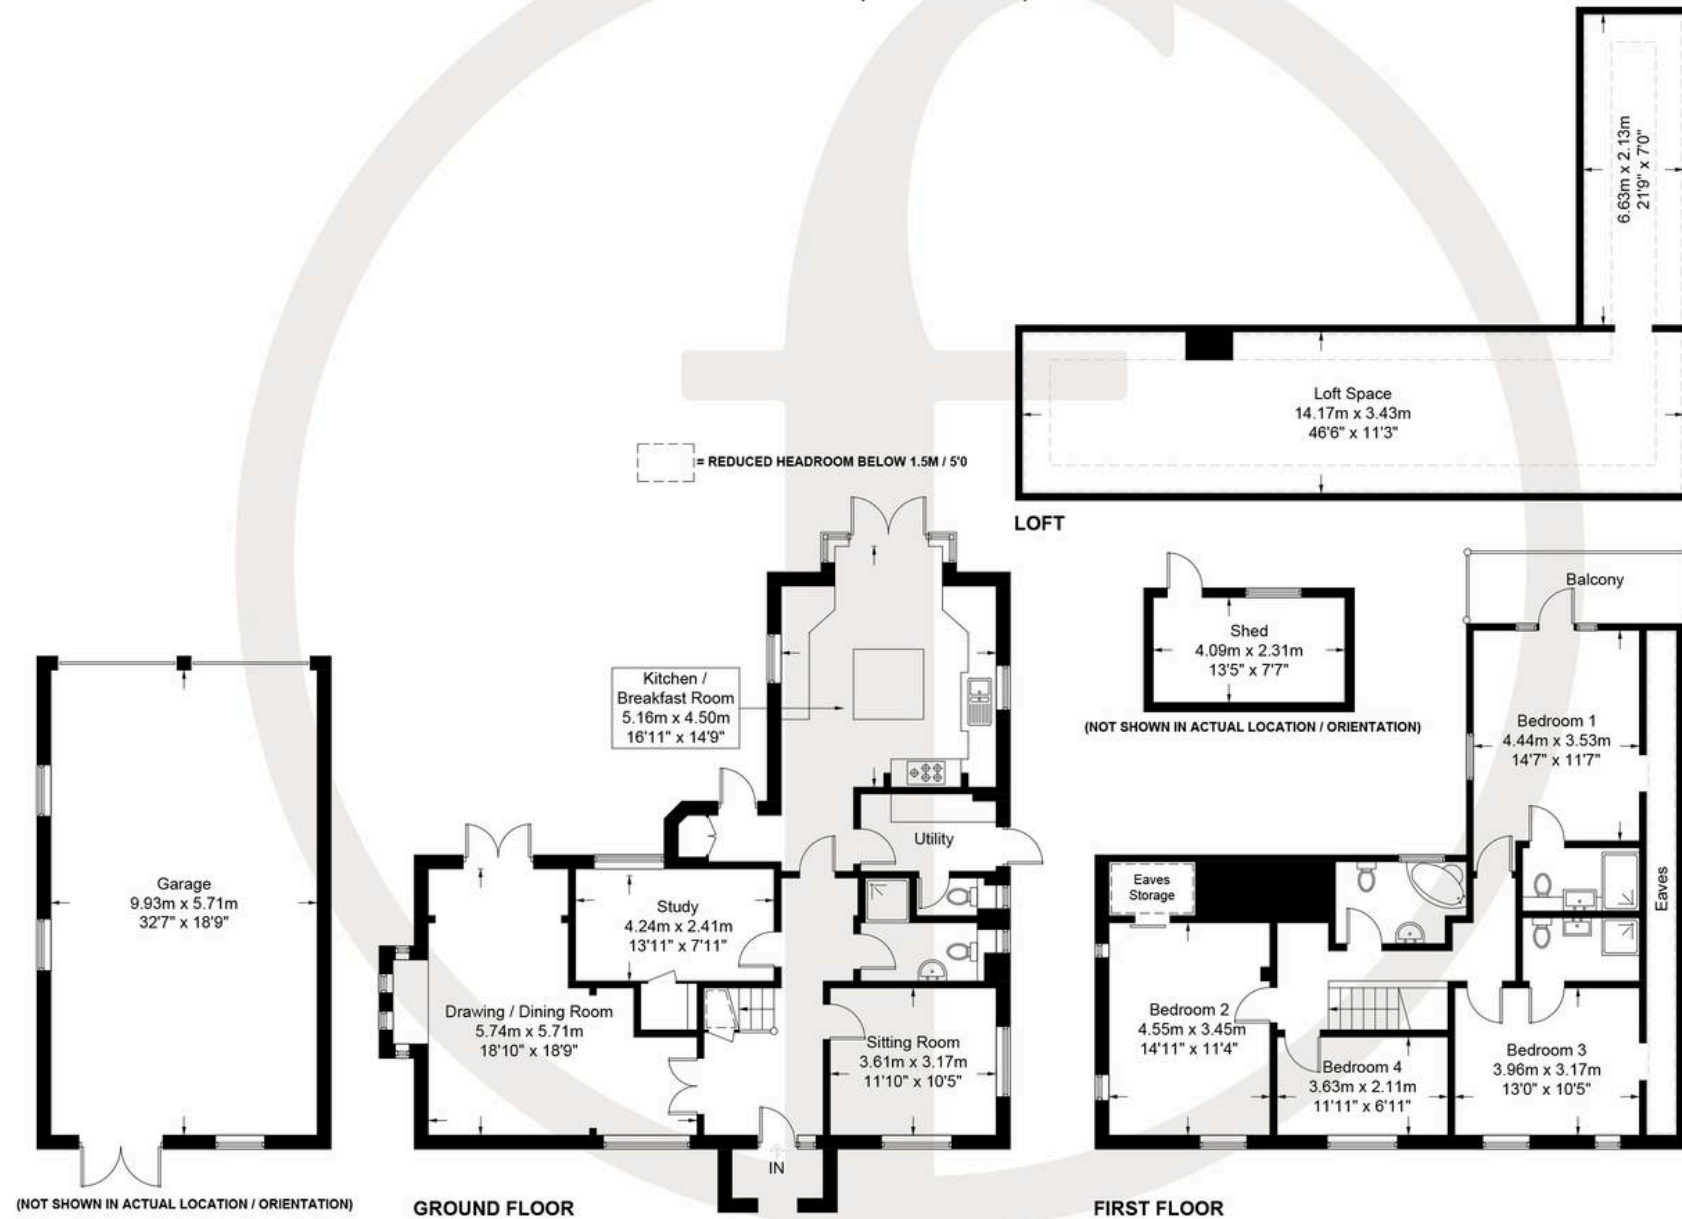 6.63m x 2.13m
21'9" x 7'0"
Loft Space
14.17m x 3.43m
46'6" x 11'3"
= REDUCED HEADROOM BELOW 1.5M / 5'0
LOFT
Balcony
Shed
4.09m x 2.31m
13'5" x 7'7"
(NOT SHOWN IN ACTUAL LOCATION / ORIENTATION)
Kitchen /
Breakfast Room
5.16m x 4.50m
16'11" x 14'9"
Bedroom 1
4.44m x 3.53m
14'7" x 11'7"
Utility
Eaves
Garage
9.93m x 5.71m
32'7" x 18'9"
Study
4.24m x 2.41m
13'11" x 7'11"
Eaves
Storage
Drawing / Dining Room
5.74m x 5.71m
18'10" x 18'9"
Sitting Room
3.61m x 3.17m
11'10" x 10'5"
Bedroom 2
4.55m x 3.45m
14'11" x 11'4"
Bedroom 4
3.63m x 2.11m
11'11" x 6'11"
Bedroom 3
3.96m x 3.17m
13'0" x 10'5"
IN
(NOT SHOWN IN ACTUAL LOCATION / ORIENTATION)
GROUND FLOOR
FIRST FLOOR